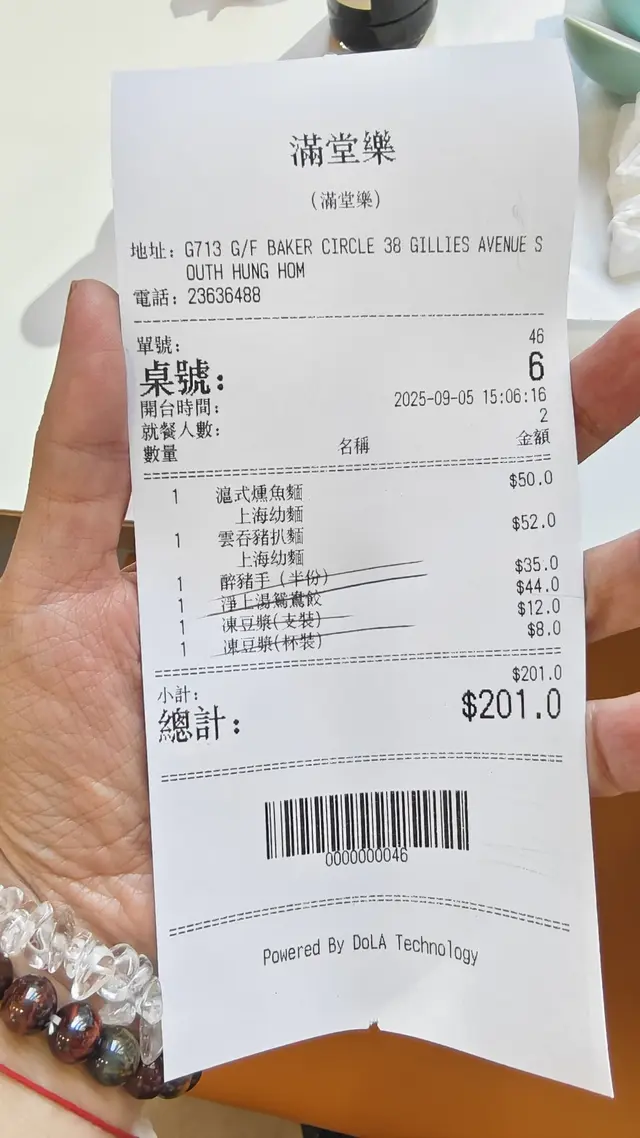 滿堂樂
(滿堂樂)
地址: G713 G/F BAKER CIRCLE 38 GILLIES AVENUE S
OUTH HUNG HOM
電話: 23636488
單號: 46
桌號: 6
開台時間: 2025-09-05 15:06:16
就餐人數: 2
數量 名稱 金額
1 滬式燻魚麵 $50.0
上海幼麵
1 雲吞豬扒麵 $52.0
上海幼麵
1 醉豬手 (半份) $35.0
1 淨上湯鴛鴦餃 $44.0
1 凍豆漿(支裝) $12.0
1 凍豆漿(杯裝) $8.0
小計: $201.0
總計: $201.0
0000000046
Powered By DoLA Technology